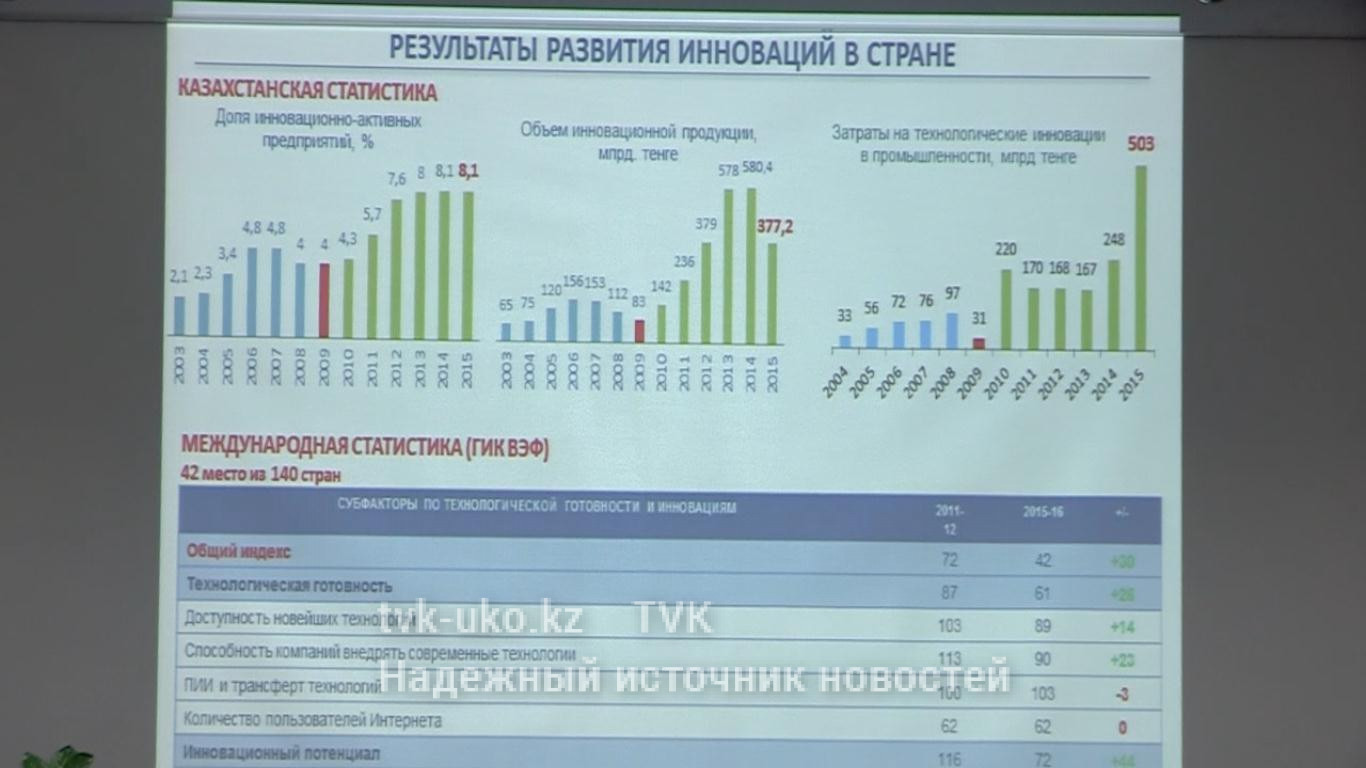 РЕЗУЛЬТАТЫ РАЗВИТИЯ ИННОВАЦИЙ В СТРАНЕ
КАЗАХСТАНСКАЯ СТАТИСТИКА
Доля инновационно-активных
предприятий, %
2,1 2,3 3,4 4,8 4,8 4 4 4,3 5,7 7,6 8 8,1 8,1
2003 2004 2005 2006 2007 2008 2009 2010 2011 2012 2013 2014 2015
Объем инновационной продукции,
млрд. тенге
65 75 120 156 153 112 83 142 236 379 578 580,4 377,2
2003 2004 2005 2006 2007 2008 2009 2010 2011 2012 2013 2014 2015
Затраты на технологические инновации
в промышленности, млрд тенге
33 56 72 76 97 31 220 170 168 167 248 503
2004 2005 2006 2007 2008 2009 2010 2011 2012 2013 2014 2015
МЕЖДУНАРОДНАЯ СТАТИСТИКА (ГИК ВЭФ)
42 место из 140 стран
СУБФАКТОРЫ ПО ТЕХНОЛОГИЧЕСКОЙ ГОТОВНОСТИ И ИННОВАЦИЯМ 2011-12 2015-16 +/-
Общий индекс 72 42 +30
Технологическая готовность 87 61 +26
Доступность новейших технологий 103 89 +14
Способность компаний внедрять современные технологии 113 90 +23
ПИИ и трансферт технологий 100 103 -3
Количество пользователей Интернета 62 62 0
Инновационный потенциал 116 72 +44
tvk-uko.kz TVK
Надежный источник новостей